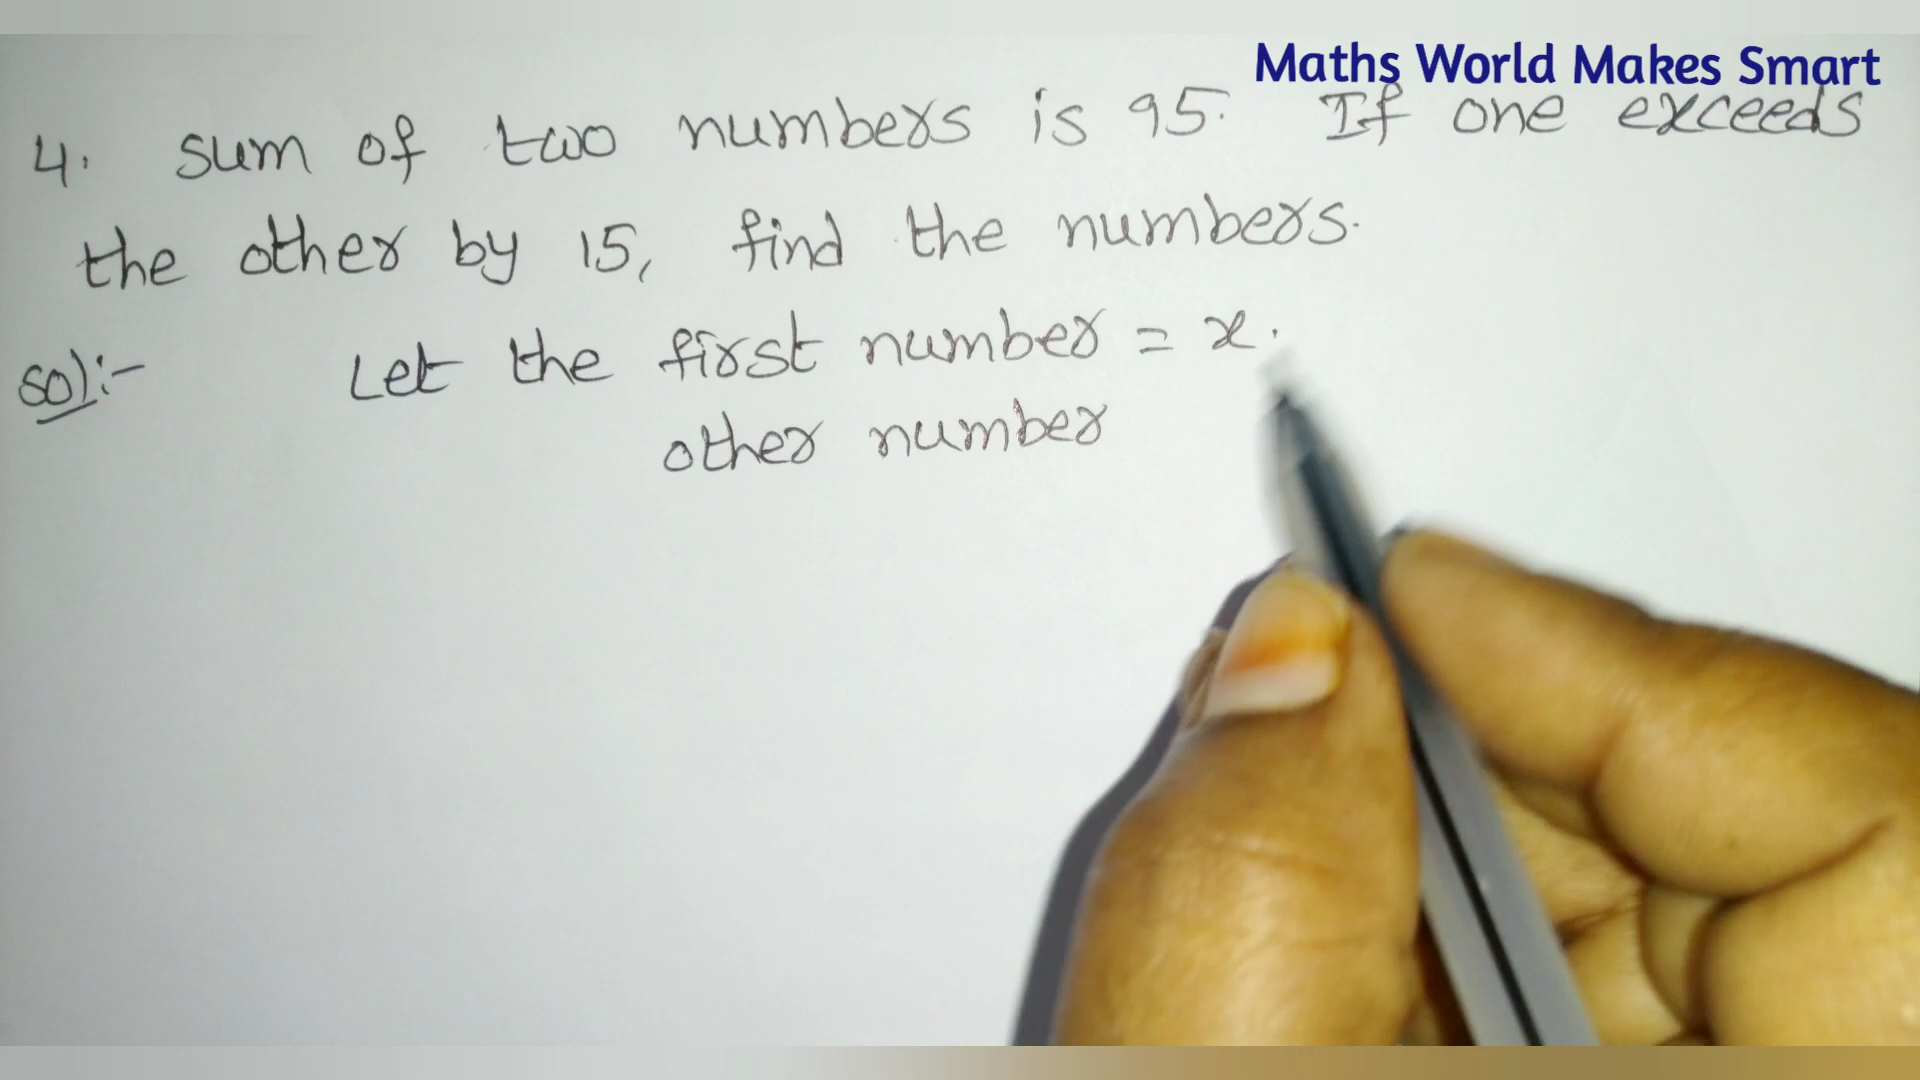 Maths World Makes Smart
4. sum of two numbers is 95. If one exceeds
the other by 15, find the numbers.
sol:- Let the first number = x.
other number